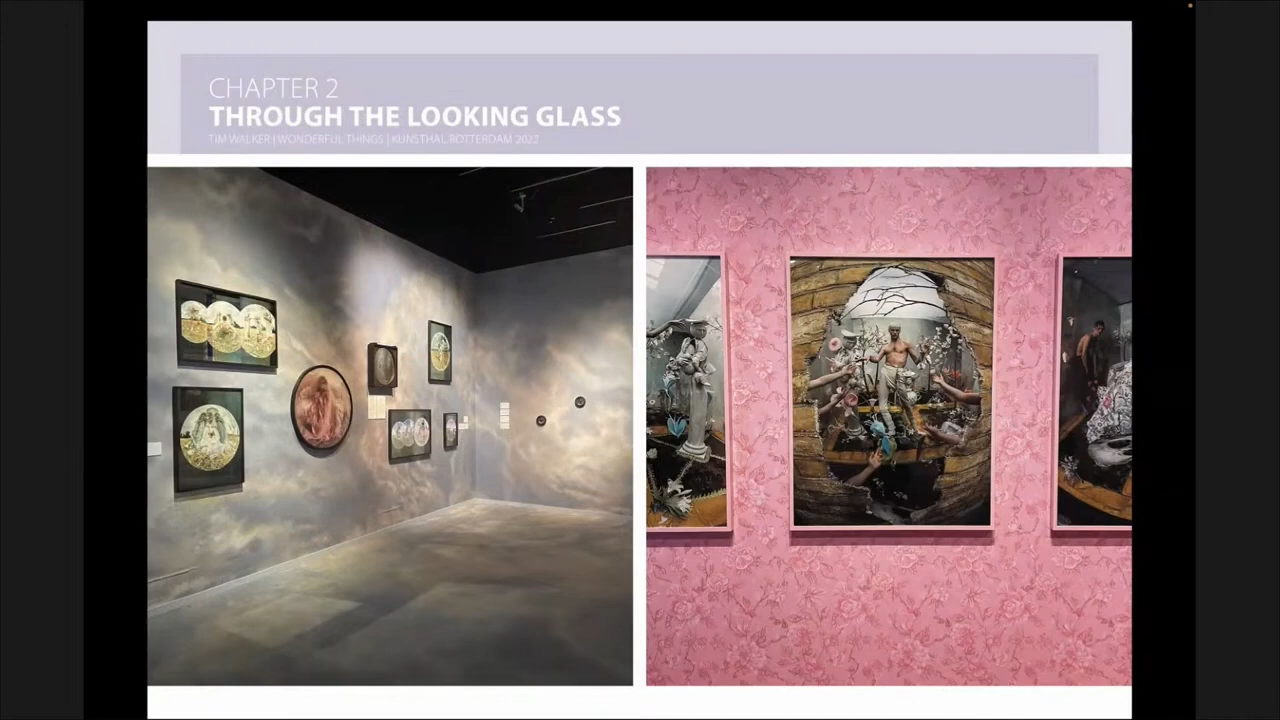 CHAPTER 2
THROUGH THE LOOKING GLASS
TIM WALKER | WONDERFUL THINGS | KUNSTHAL ROTTERDAM 2022